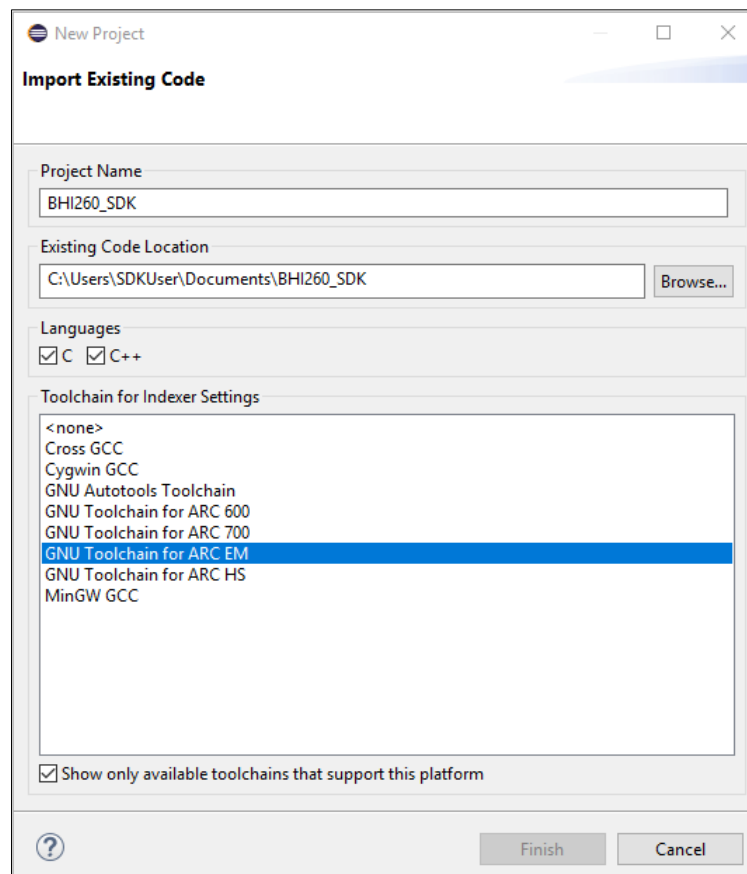 New Project
Import Existing Code
Project Name
BHI260_SDK
Existing Code Location
C:\Users\SDKUser\Documents\BHI260_SDK
Browse...
Languages
C C++
Toolchain for Indexer Settings
<none>
Cross GCC
Cygwin GCC
GNU Autotools Toolchain
GNU Toolchain for ARC 600
GNU Toolchain for ARC 700
GNU Toolchain for ARC EM
GNU Toolchain for ARC HS
MinGW GCC
Show only available toolchains that support this platform
?
Finish Cancel